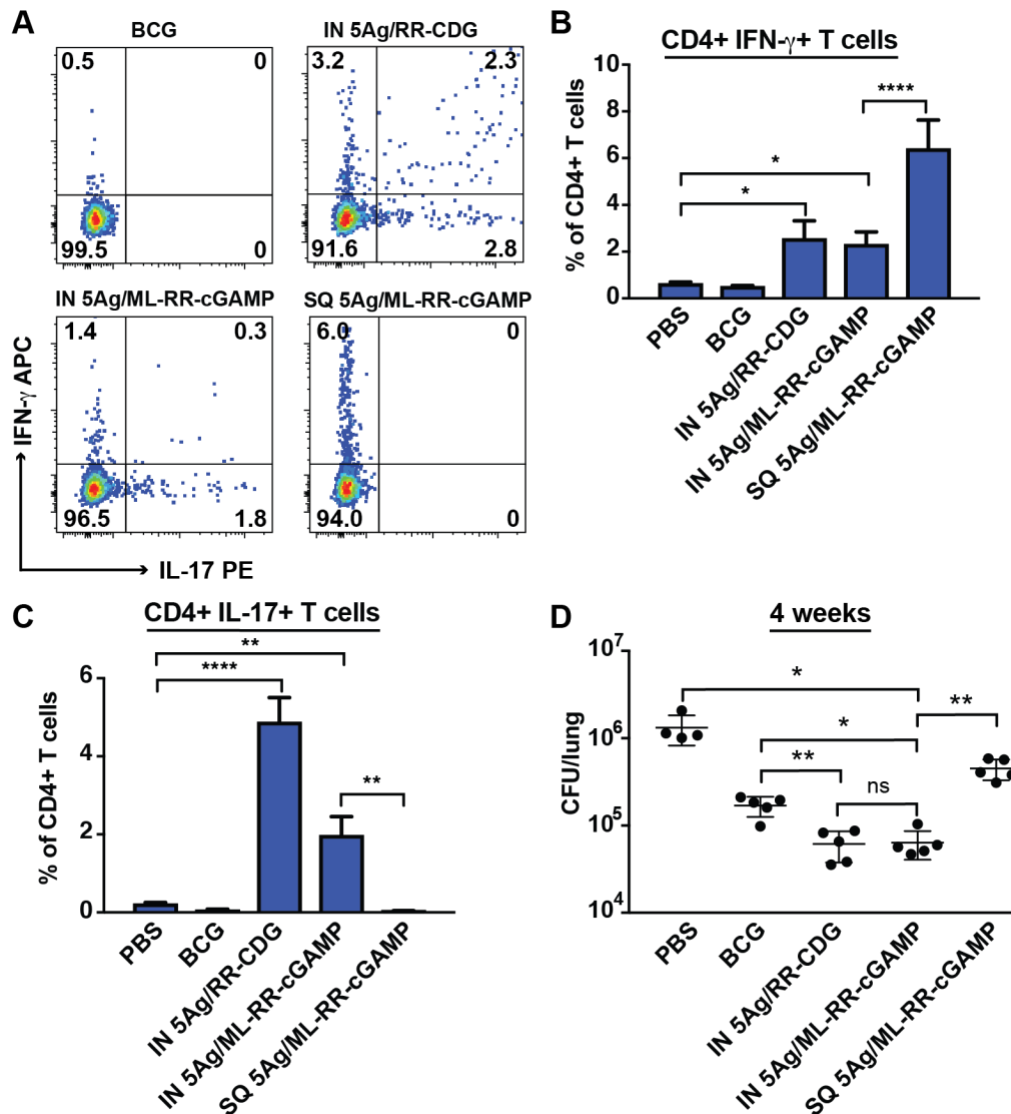 A
BCG
IN 5Ag/RR-CDG
0.5 0
3.2 2.3
99.5 0
91.6 2.8
IN 5Ag/ML-RR-cGAMP
SQ 5Ag/ML-RR-cGAMP
1.4 0.3
6.0 0
96.5 1.8
94.0 0
IFN-γ APC
IL-17 PE
B
CD4+ IFN-γ+ T cells
% of CD4+ T cells
10
8
6
4
2
0
****
*
*
PBS
BCG
IN 5Ag/RR-CDG
IN 5Ag/ML-RR-cGAMP
SQ 5Ag/ML-RR-cGAMP
C
CD4+ IL-17+ T cells
% of CD4+ T cells
6
4
2
0
**
****
**
PBS
BCG
IN 5Ag/RR-CDG
IN 5Ag/ML-RR-cGAMP
SQ 5Ag/ML-RR-cGAMP
D
4 weeks
CFU/lung
10⁷
10⁶
10⁵
10⁴
*
**
*
**
ns
PBS
BCG
IN 5Ag/RR-CDG
IN 5Ag/ML-RR-cGAMP
SQ 5Ag/ML-RR-cGAMP